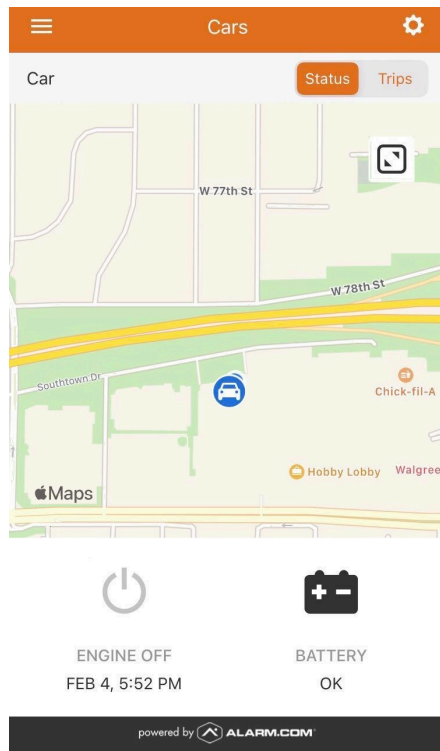 Cars
Car
Status
Trips
W 77th St
W 78th St
Southtown Dr
Chick-fil-A
Hobby Lobby
Walgree
Maps
ENGINE OFF
BATTERY
FEB 4, 5:52 PM
OK
powered by ALARM.COM